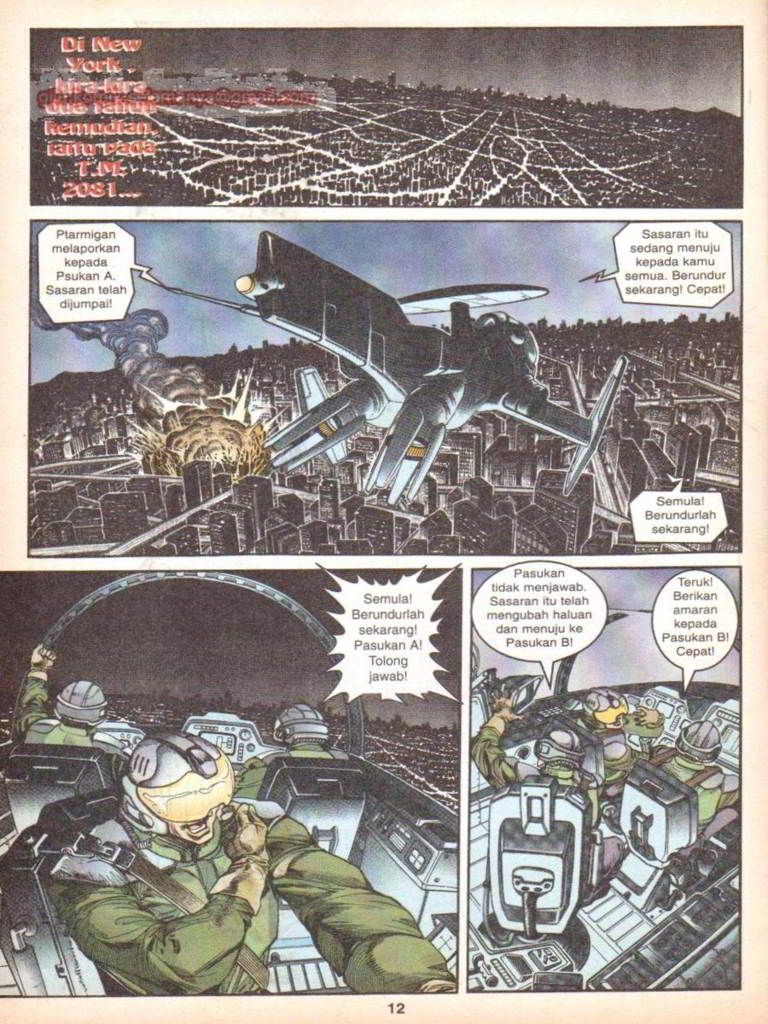 Di New
York ,
kira-kira
dua tahun
kemudian,
iaitu pada
T.M.
2081...
Ptarmigan
melaporkan
kepada
Psukan A.
Sasaran telah
dijumpai!
Sasaran itu
sedang menuju
kepada kamu
semua. Berundur
sekarang! Cepat!
Semula!
Berundurlah
sekarang!
Semula!
Berundurlah
sekarang!
Pasukan A!
Tolong
jawab!
Pasukan
tidak menjawab.
Sasaran itu telah
mengubah haluan
dan menuju ke
Pasukan B!
Teruk!
Berikan
amaran
kepada
Pasukan B!
Cepat!
12